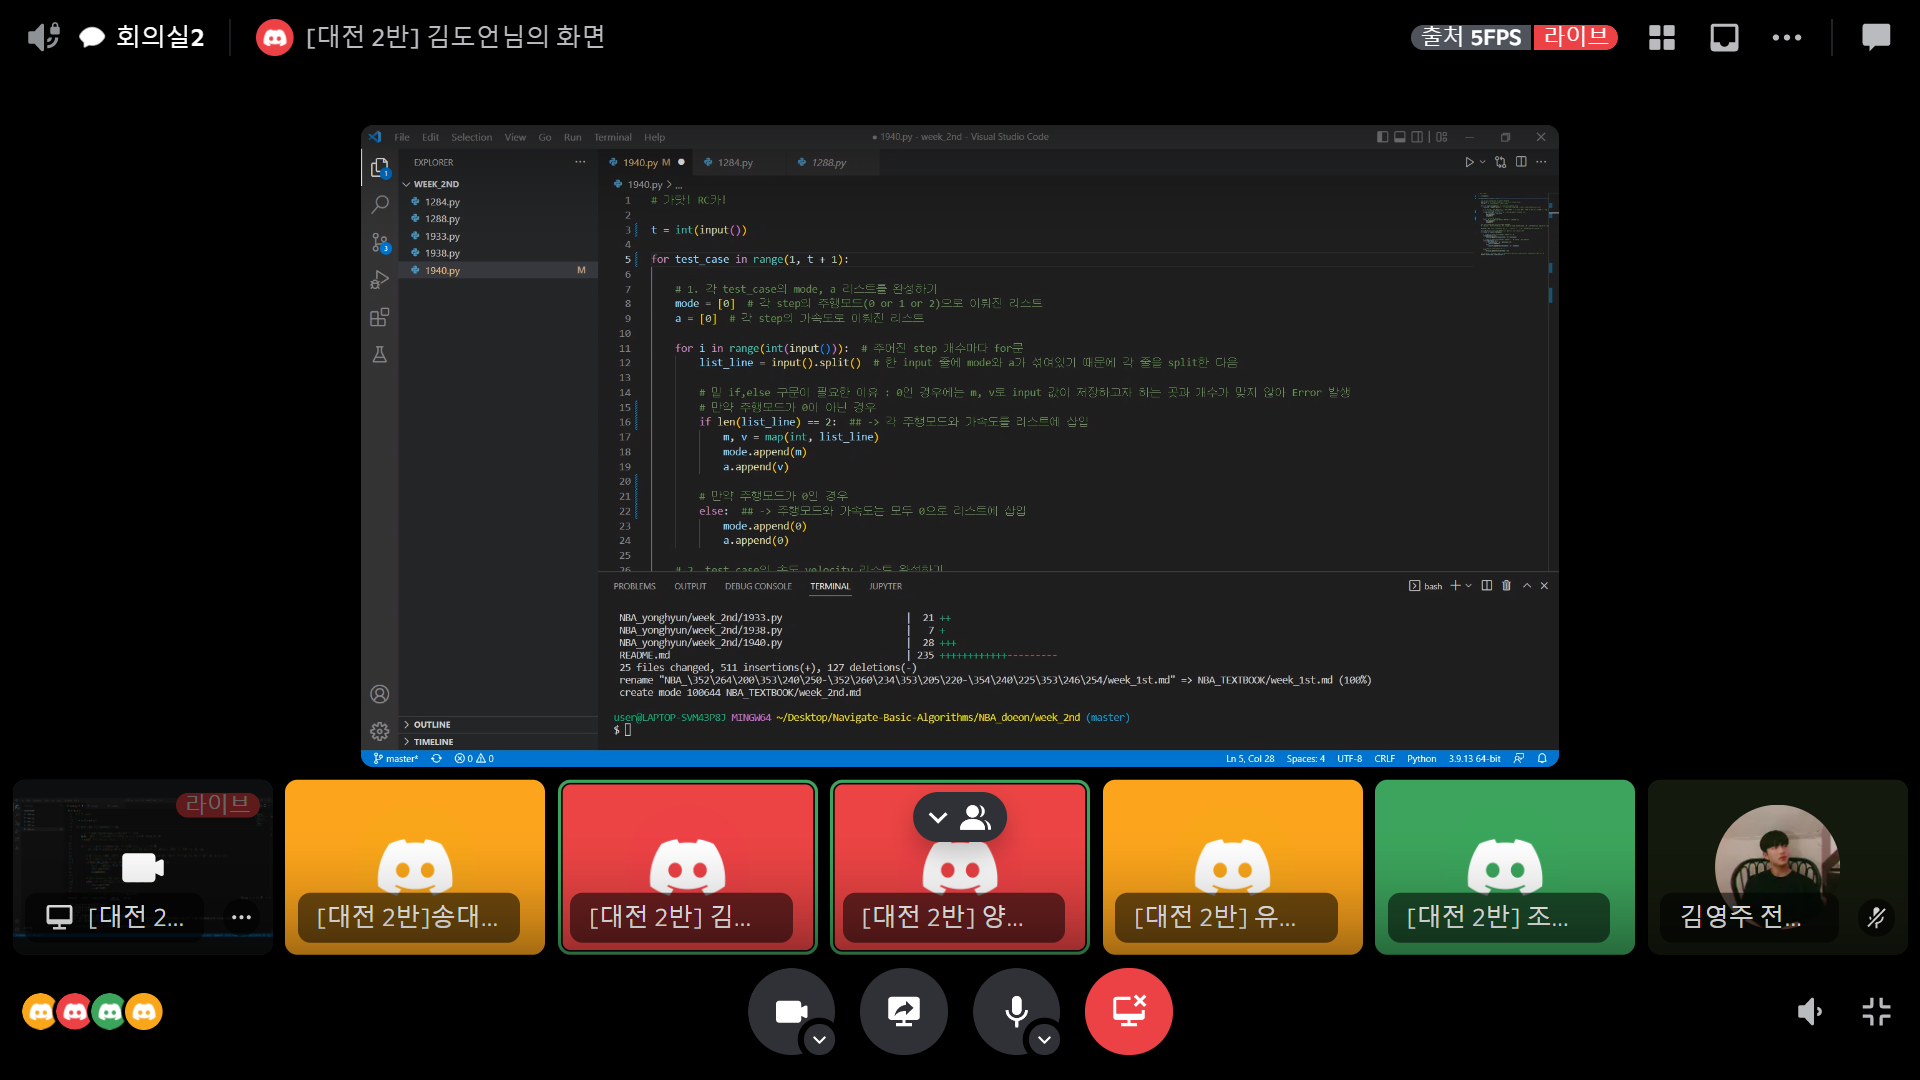 회의실2
[대전 2반] 김도언님의 화면
출처 5FPS 라이브
File Edit Selection View Go Run Terminal Help
● 1940.py - week_2nd - Visual Studio Code
EXPLORER
1940.py M ●
1284.py
1288.py
WEEK_2ND
1940.py > ...
1284.py
1288.py
1933.py
1938.py
1940.py M
1 # 가랏! RC카!
2
3 t = int(input())
4
5 for test_case in range(1, t + 1):
6
7 # 1. 각 test_case의 mode, a 리스트를 완성하기
8 mode = [0] # 각 step의 주행모드(0 or 1 or 2)으로 이뤄진 리스트
9 a = [0] # 각 step의 가속도로 이뤄진 리스트
10
11 for i in range(int(input())): # 주어진 step 개수마다 for문
12 list_line = input().split() # 한 input 줄에 mode와 a가 섞여있기 때문에 각 줄을 split한 다음
13
14 # 밑 if,else 구문이 필요한 이유 : 0인 경우에는 m, v로 input 값이 저장하고자 하는 곳과 개수가 맞지 않아 Error 발생
15 # 만약 주행모드가 0이 아닌 경우
16 if len(list_line) == 2: ## -> 각 주행모드와 가속도를 리스트에 삽입
17 m, v = map(int, list_line)
18 mode.append(m)
19 a.append(v)
20
21 # 만약 주행모드가 0인 경우
22 else: ## -> 주행모드와 가속도는 모두 0으로 리스트에 삽입
23 mode.append(0)
24 a.append(0)
25
26 # 2. test_case의 속도 velocity 리스트 완성하기
PROBLEMS OUTPUT DEBUG CONSOLE TERMINAL JUPYTER
bash
NBA_yonghyun/week_2nd/1933.py | 21 ++
NBA_yonghyun/week_2nd/1938.py | 7 +
NBA_yonghyun/week_2nd/1940.py | 28 +++
README.md | 235 ++++++++++++---------
25 files changed, 511 insertions(+), 127 deletions(-)
rename "NBA_\352\264\200\353\240\250-\352\260\234\353\205\220-\354\240\225\353\246\254/week_1st.md" => NBA_TEXTBOOK/week_1st.md (100%)
create mode 100644 NBA_TEXTBOOK/week_2nd.md
user@LAPTOP-SVM43P8J MINGW64 ~/Desktop/Navigate-Basic-Algorithms/NBA_doeon/week_2nd (master)
$
OUTLINE
TIMELINE
master* 0 0
Ln 5, Col 28 Spaces: 4 UTF-8 CRLF Python 3.9.13 64-bit
라이브
[대전 2...
[대전 2반]송대...
[대전 2반] 김...
[대전 2반] 양...
[대전 2반] 유...
[대전 2반] 조...
김영주 전...